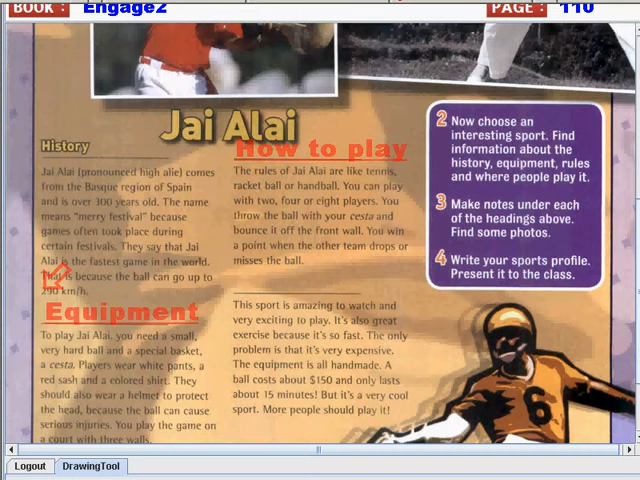 BOOK : Engage2
PAGE : 110
Jai Alai
History
Jai Alai (pronounced high alie) comes
from the Basque region of Spain
and is over 300 years old. The name
means "merry festival" because
games often took place during
certain festivals. They say that Jai
Alai is the fastest game in the world.
That is because the ball can go up to
290 km/h.
Equipment
To play Jai Alai, you need a small,
very hard ball and a special basket,
a cesta. Players wear white pants, a
red sash and a colored shirt. They
should also wear a helmet to protect
the head, because the ball can cause
serious injuries. You play the game on
a court with three walls.
How to play
The rules of Jai Alai are like tennis,
racket ball or handball. You can play
with two, four or eight players. You
throw the ball with your cesta and
bounce it off the front wall. You win
a point when the other team drops or
misses the ball.
This sport is amazing to watch and
very exciting to play. It's also great
exercise because it's so fast. The only
problem is that it's very expensive.
The equipment is all handmade. A
ball costs about $150 and only lasts
about 15 minutes! But it's a very cool
sport. More people should play it!
2 Now choose an
interesting sport. Find
information about the
history, equipment, rules
and where people play it.
3 Make notes under each
of the headings above.
Find some photos.
4 Write your sports profile.
Present it to the class.
6
Logout
DrawingTool